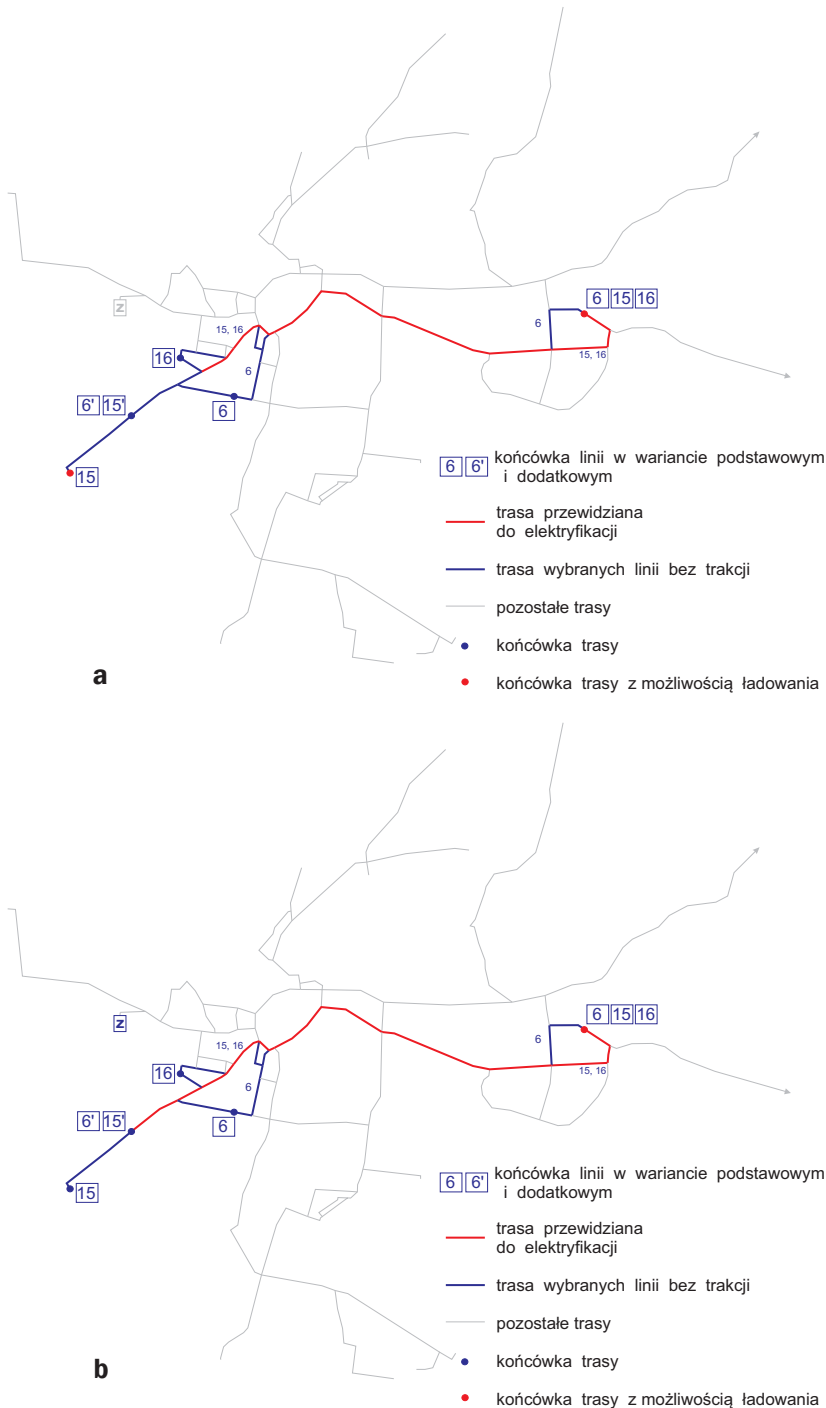 6 15 16
z
15, 16
6
16
6
15, 16
6' 15'
6
15
6 6' końcówka linii w wariancie podstawowym
i dodatkowym
trasa przewidziana
do elektryfikacji
trasa wybranych linii bez trakcji
pozostałe trasy
końcówka trasy
końcówka trasy z możliwością ładowania
a
6 15 16
z
15, 16
6
16
6
15, 16
6' 15'
6
15
6 6' końcówka linii w wariancie podstawowym
i dodatkowym
trasa przewidziana
do elektryfikacji
trasa wybranych linii bez trakcji
pozostałe trasy
końcówka trasy
końcówka trasy z możliwością ładowania
b